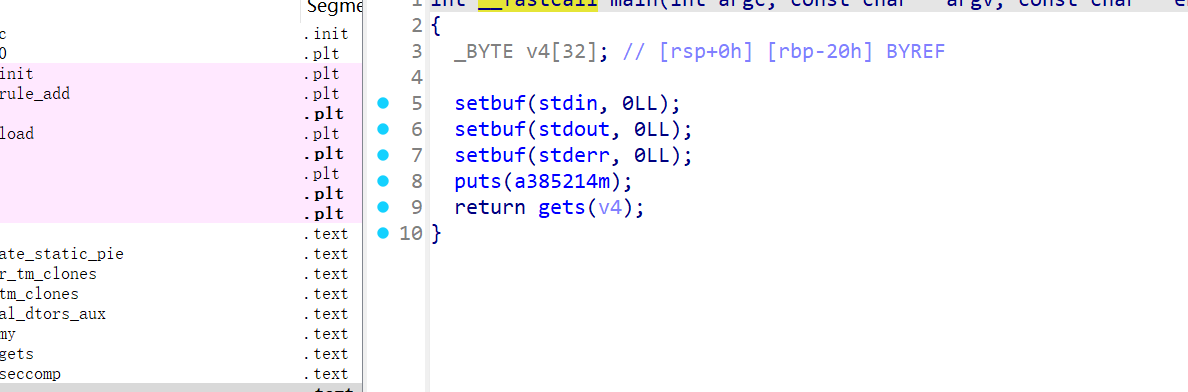 Segme
c .init
0 .plt
init .plt
rule_add .plt
.plt
load .plt
.plt
.plt
.plt
.plt
.text
ate_static_pie .text
r_tm_clones .text
tm_clones .text
al_dtors_aux .text
my .text
gets .text
seccomp .text
.text
1 int __fastcall main(int argc, const char **argv, const char **e
2 {
3 _BYTE v4[32]; // [rsp+0h] [rbp-20h] BYREF
4
5 setbuf(stdin, 0LL);
6 setbuf(stdout, 0LL);
7 setbuf(stderr, 0LL);
8 puts(a385214m);
9 return gets(v4);
10 }